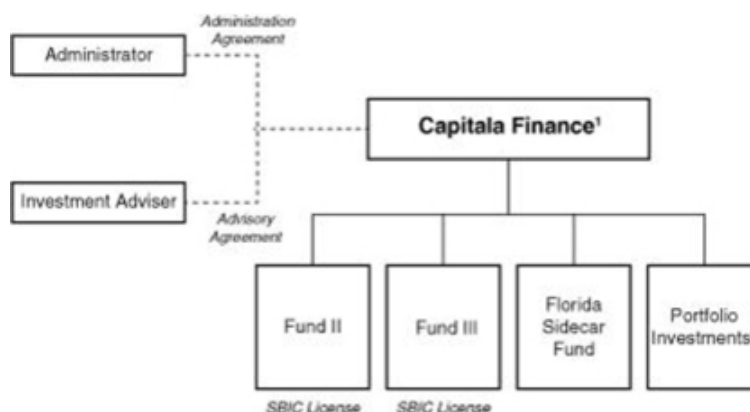 Administration
Agreement
Administrator
Capitala Finance¹
Investment Adviser
Advisory
Agreement
Fund II
Fund III
Florida
Sidecar
Fund
Portfolio
Investments
SBIC License
SBIC License